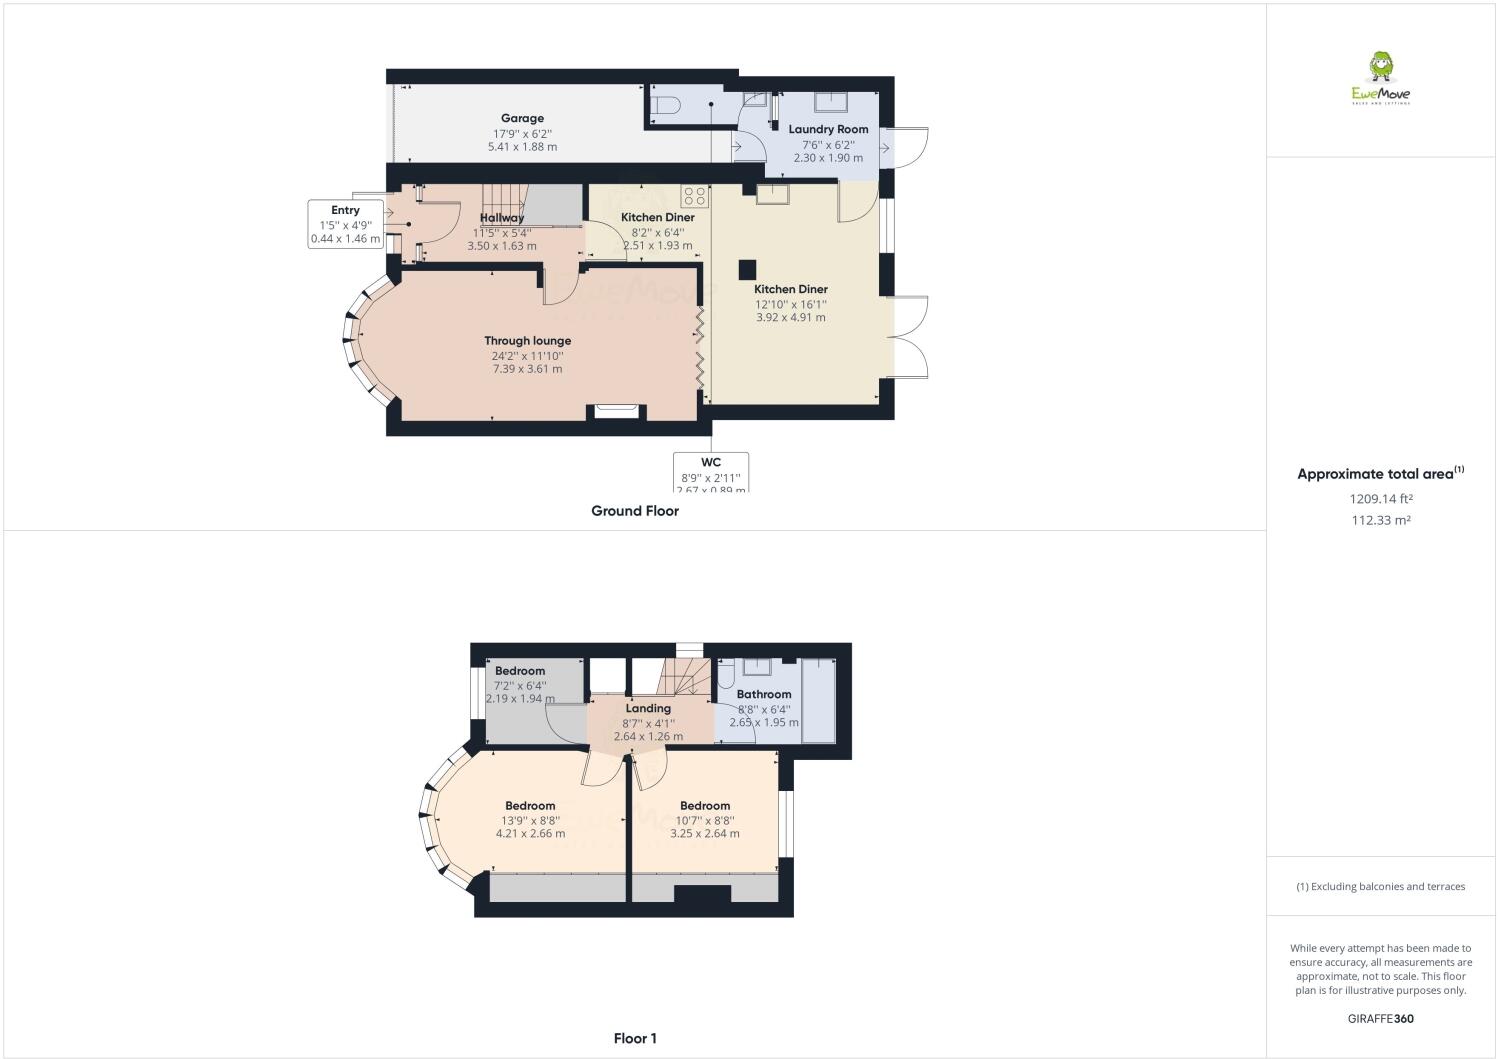 Garage
17'9" x 6'2"
5.41 x 1.88 m
Laundry Room
7'6" x 6'2"
2.30 x 1.90 m
Entry
1'5" x 4'9"
0.44 x 1.46 m
Hallway
11'5" x 5'4"
3.50 x 1.63 m
Kitchen Diner
8'2" x 6'4"
2.51 x 1.93 m
Kitchen Diner
12'10" x 16'1"
3.92 x 4.91 m
Through lounge
24'2" x 11'10"
7.39 x 3.61 m
WC
8'9" x 2'11"
2.67 x 0.89 m
Ground Floor
Bedroom
7'2" x 6'4"
2.19 x 1.94 m
Landing
8'7" x 4'1"
2.64 x 1.26 m
Bathroom
8'8" x 6'4"
2.65 x 1.95 m
Bedroom
13'9" x 8'8"
4.21 x 2.66 m
Bedroom
10'7" x 8'8"
3.25 x 2.64 m
Floor 1
EweMove
SALES AND LETTINGS
Approximate total area(1)
1209.14 ft²
112.33 m²
(1) Excluding balconies and terraces
While every attempt has been made to
ensure accuracy, all measurements are
approximate, not to scale. This floor
plan is for illustrative purposes only.
GIRAFFE360